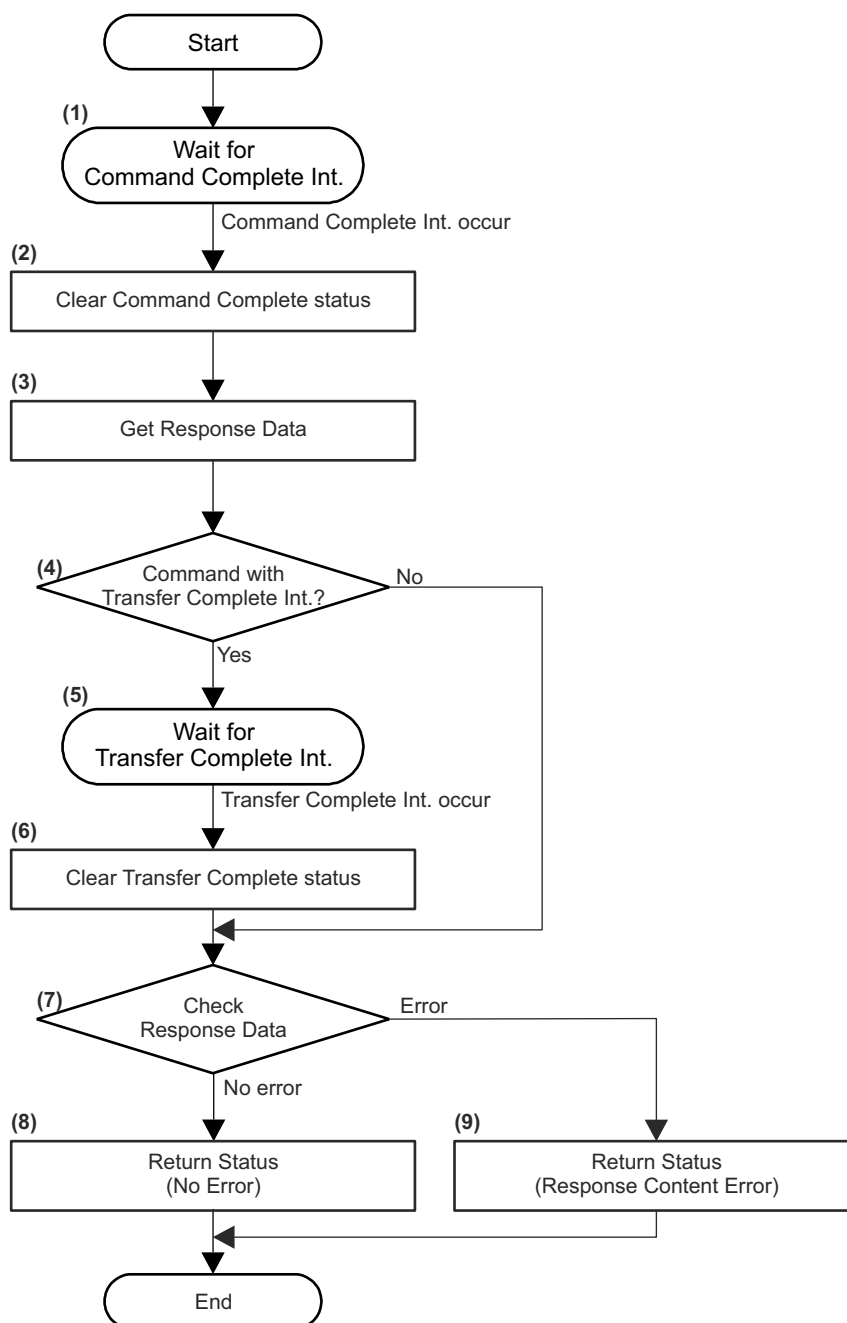 Start
(1)
Wait for
Command Complete Int.
Command Complete Int. occur
(2)
Clear Command Complete status
(3)
Get Response Data
(4)
Command with
Transfer Complete Int.?
No
Yes
(5)
Wait for
Transfer Complete Int.
Transfer Complete Int. occur
(6)
Clear Transfer Complete status
(7)
Check
Response Data
Error
No error
(8)
Return Status
(No Error)
(9)
Return Status
(Response Content Error)
End